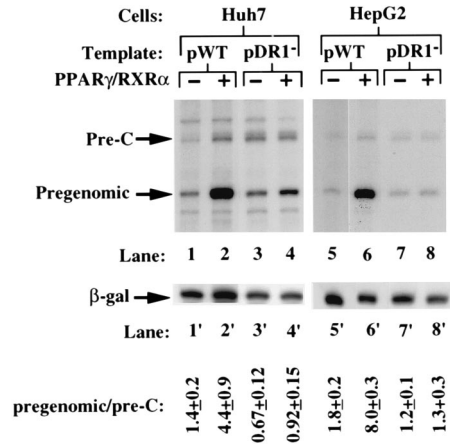 Cells: Huh7 HepG2
Template: pWT pDR1⁻ pWT pDR1⁻
PPARγ/RXRα − + − + − + − +
Pre-C
Pregenomic
Lane: 1 2 3 4 5 6 7 8
β-gal
Lane: 1' 2' 3' 4' 5' 6' 7' 8'
pregenomic/pre-C: 1.4±0.2 4.4±0.9 0.67±0.12 0.92±0.15 1.8±0.2 8.0±0.3 1.2±0.1 1.3±0.3